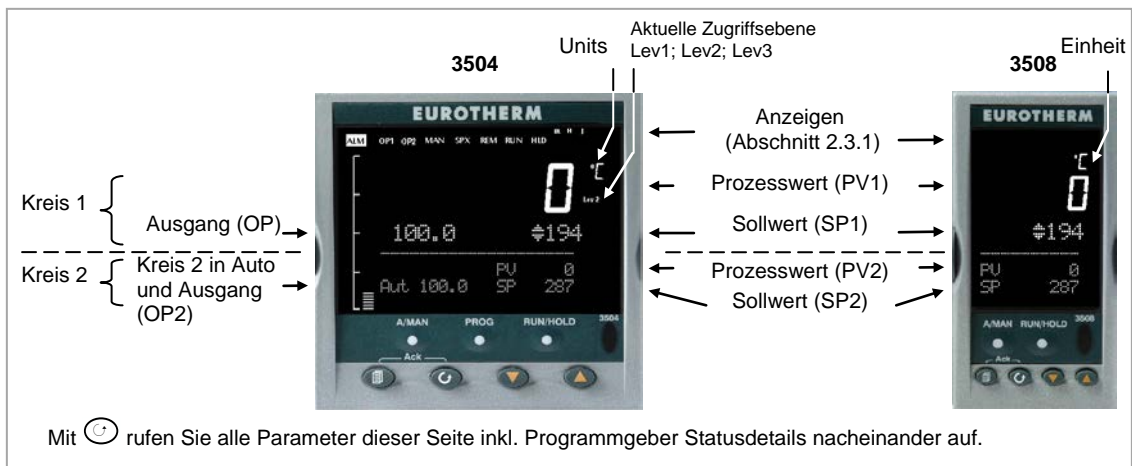 Units
Aktuelle Zugriffsebene
Lev1; Lev2; Lev3
Einheit
3504
3508
EUROTHERM
ALM OP1 OP2 MAN SPX REM RUN HLD
°C
0
Lev 2
100.0 194
PV 0
Aut 100.0 SP 287
A/MAN PROG RUN/HOLD 3504
Ack
Kreis 1
Ausgang (OP)
Kreis 2
Kreis 2 in Auto
und Ausgang
(OP2)
Anzeigen
(Abschnitt 2.3.1)
Prozesswert (PV1)
Sollwert (SP1)
Prozesswert (PV2)
Sollwert (SP2)
EUROTHERM
°C
0
194
PV 0
SP 287
A/MAN RUN/HOLD 3508
Ack
Mit rufen Sie alle Parameter dieser Seite inkl. Programmgeber Statusdetails nacheinander auf.